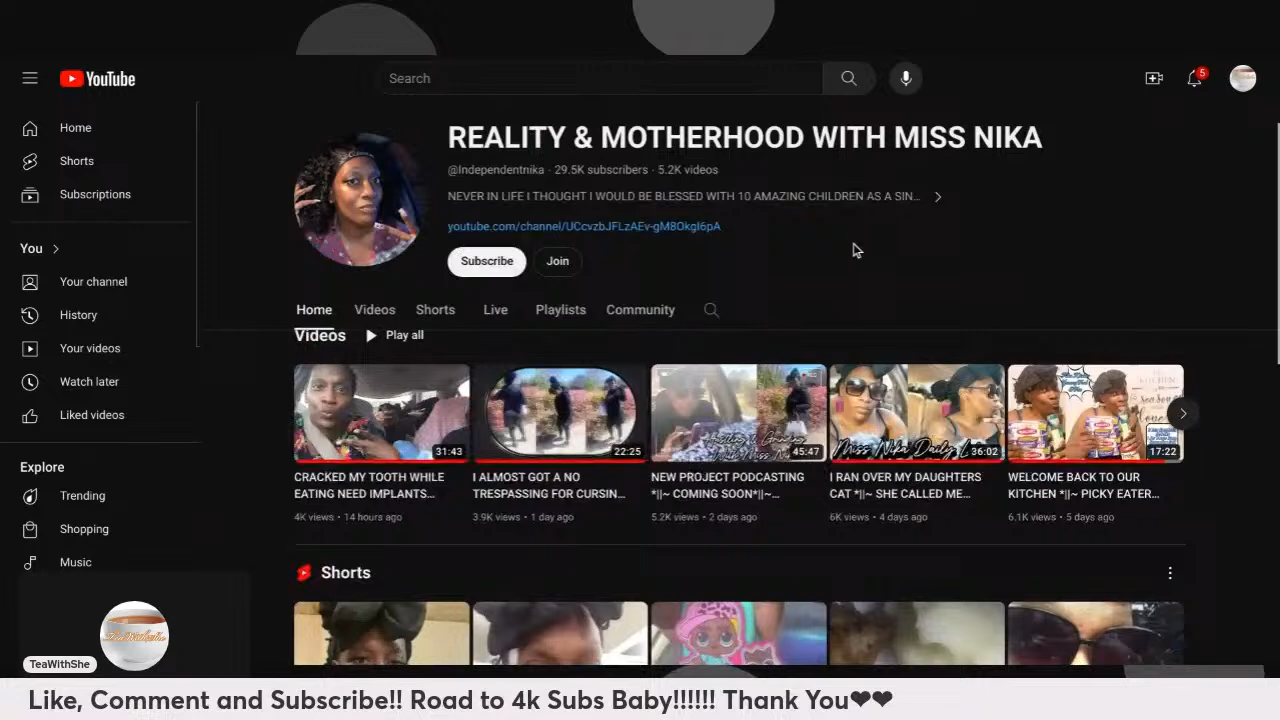 YouTube
Search
5
Home
Shorts
Subscriptions
You
Your channel
History
Your videos
Watch later
Liked videos
Explore
Trending
Shopping
Music
REALITY & MOTHERHOOD WITH MISS NIKA
@Independentnika · 29.5K subscribers · 5.2K videos
NEVER IN LIFE I THOUGHT I WOULD BE BLESSED WITH 10 AMAZING CHILDREN AS A SIN...
youtube.com/channel/UCcvzbJFLzAEv-gM8Okgl6pA
Subscribe
Join
Home Videos Shorts Live Playlists Community
Videos
Play all
31:43
22:25
45:47
Miss Nika Daily
36:02
17:22
CRACKED MY TOOTH WHILE
EATING NEED IMPLANTS...
4K views • 14 hours ago
I ALMOST GOT A NO
TRESPASSING FOR CURSIN...
3.9K views • 1 day ago
NEW PROJECT PODCASTING
*||~ COMING SOON*||~...
5.2K views • 2 days ago
I RAN OVER MY DAUGHTERS
CAT *||~ SHE CALLED ME...
6K views • 4 days ago
WELCOME BACK TO OUR
KITCHEN *||~ PICKY EATER...
6.1K views • 5 days ago
Shorts
TeaWithShe
TeaWithShe
Like, Comment and Subscribe!! Road to 4k Subs Baby!!!!!! Thank You❤❤